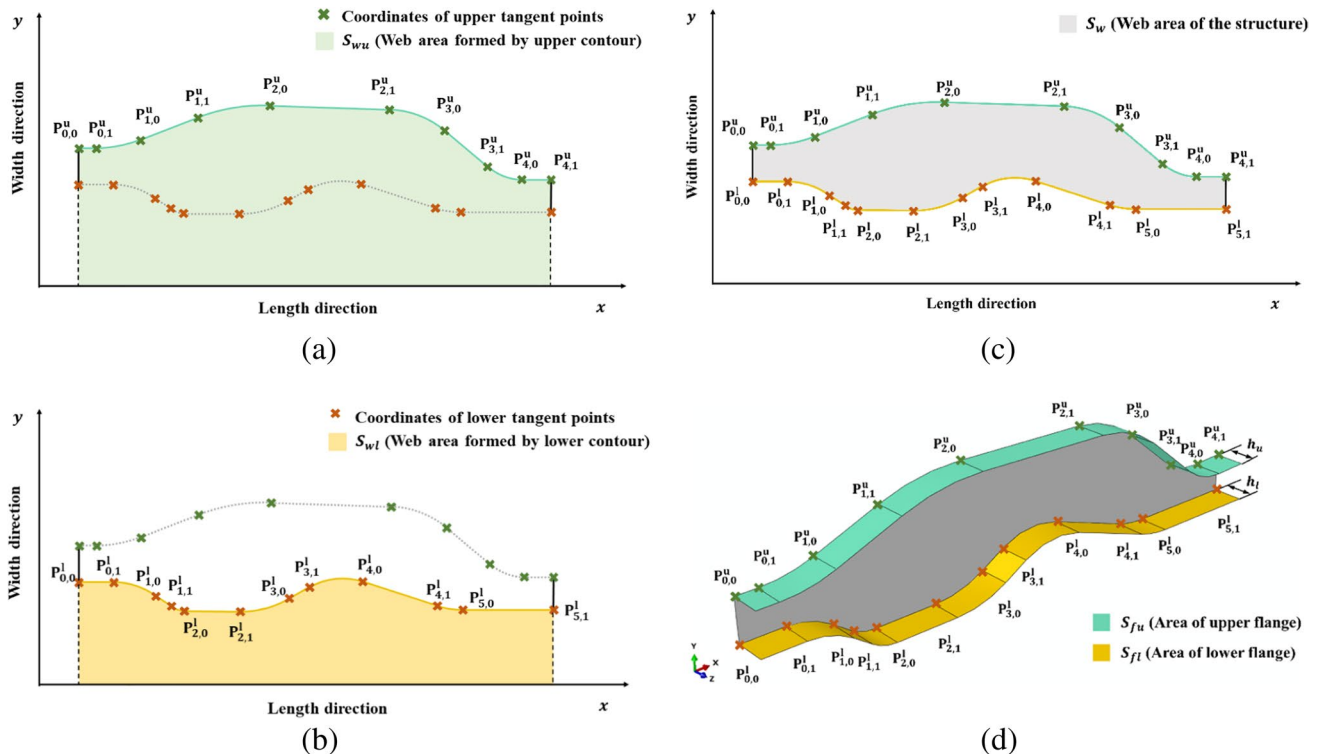 y
Coordinates of upper tangent points
S_wu (Web area formed by upper contour)
P^u_0,0
P^u_0,1
P^u_1,0
P^u_1,1
P^u_2,0
P^u_2,1
P^u_3,0
P^u_3,1
P^u_4,0
P^u_4,1
Width direction
Length direction
x
(a)
y
S_w (Web area of the structure)
P^u_0,0
P^u_0,1
P^u_1,0
P^u_1,1
P^u_2,0
P^u_2,1
P^u_3,0
P^u_3,1
P^u_4,0
P^u_4,1
P^l_0,0
P^l_0,1
P^l_1,0
P^l_1,1
P^l_2,0
P^l_2,1
P^l_3,0
P^l_3,1
P^l_4,0
P^l_4,1
P^l_5,0
P^l_5,1
Width direction
Length direction
x
(c)
y
Coordinates of lower tangent points
S_wl (Web area formed by lower contour)
P^l_0,0
P^l_0,1
P^l_1,0
P^l_1,1
P^l_2,0
P^l_2,1
P^l_3,0
P^l_3,1
P^l_4,0
P^l_4,1
P^l_5,0
P^l_5,1
Width direction
Length direction
x
(b)
P^u_0,0
P^u_0,1
P^u_1,0
P^u_1,1
P^u_2,0
P^u_2,1
P^u_3,0
P^u_3,1
P^u_4,0
P^u_4,1
h_u
h_l
P^l_0,0
P^l_0,1
P^l_1,0
P^l_1,1
P^l_2,0
P^l_2,1
P^l_3,0
P^l_3,1
P^l_4,0
P^l_4,1
P^l_5,0
P^l_5,1
S_fu (Area of upper flange)
S_fl (Area of lower flange)
Y
X
Z
(d)